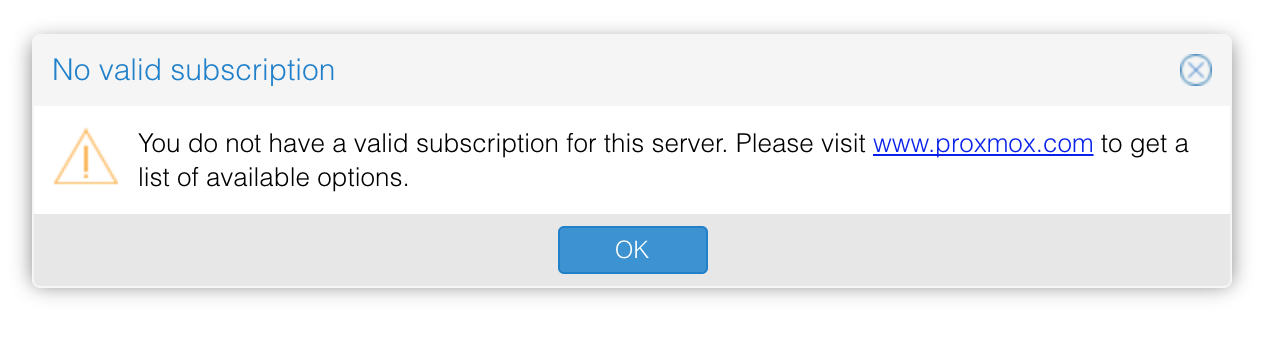 No valid subscription
You do not have a valid subscription for this server. Please visit www.proxmox.com to get a
list of available options.
OK